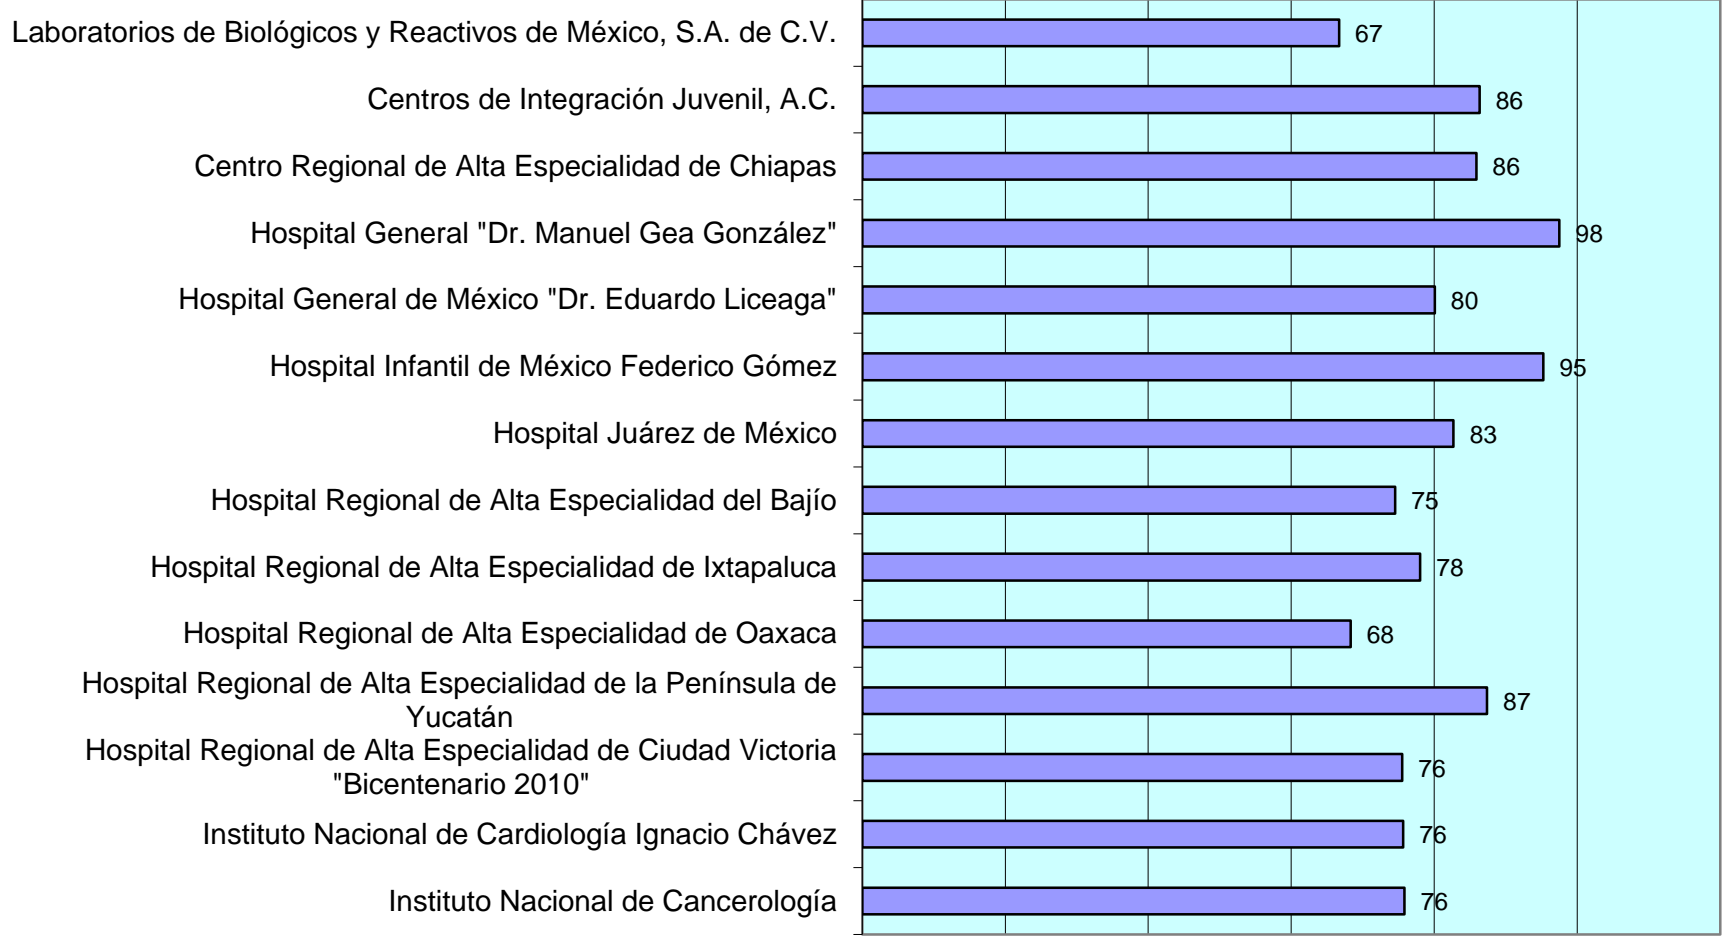 Laboratorios de Biológicos y Reactivos de México, S.A. de C.V. 67
Centros de Integración Juvenil, A.C. 86
Centro Regional de Alta Especialidad de Chiapas 86
Hospital General "Dr. Manuel Gea González" 98
Hospital General de México "Dr. Eduardo Liceaga" 80
Hospital Infantil de México Federico Gómez 95
Hospital Juárez de México 83
Hospital Regional de Alta Especialidad del Bajío 75
Hospital Regional de Alta Especialidad de Ixtapaluca 78
Hospital Regional de Alta Especialidad de Oaxaca 68
Hospital Regional de Alta Especialidad de la Península de
Yucatán 87
Hospital Regional de Alta Especialidad de Ciudad Victoria
"Bicentenario 2010" 76
Instituto Nacional de Cardiología Ignacio Chávez 76
Instituto Nacional de Cancerología 76